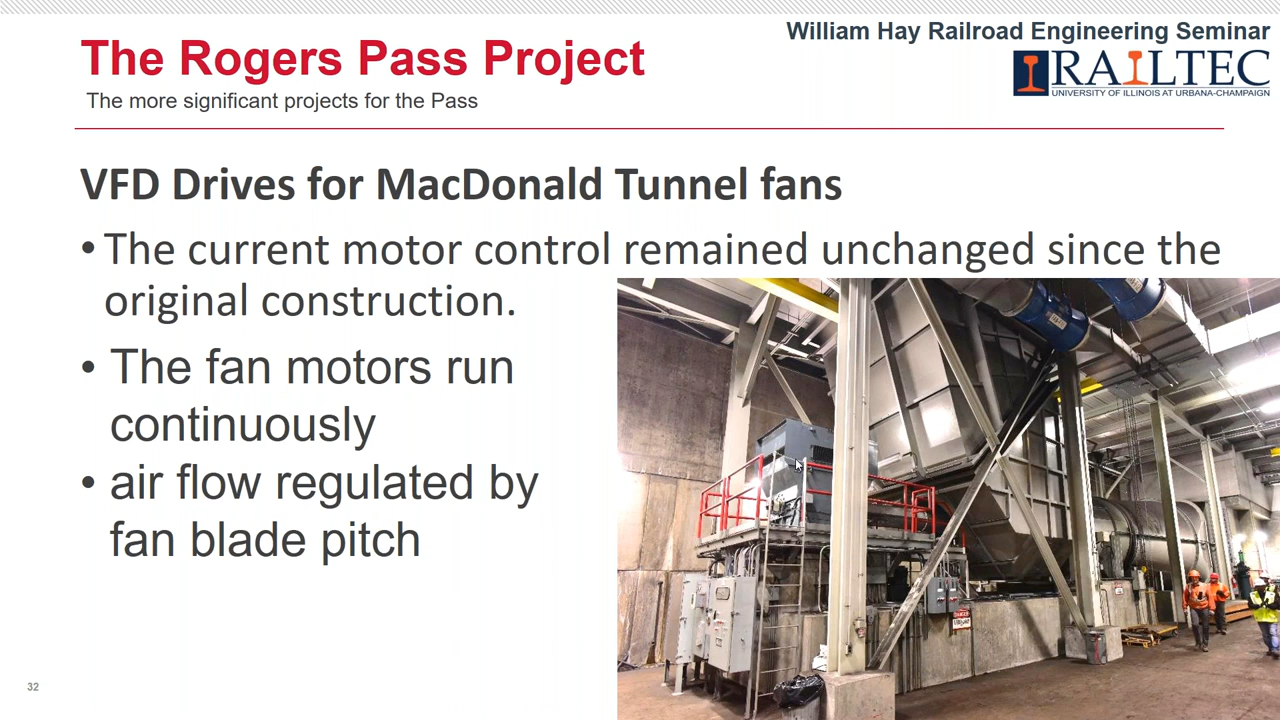 William Hay Railroad Engineering Seminar
The Rogers Pass Project
RAILTEC
UNIVERSITY OF ILLINOIS AT URBANA-CHAMPAIGN
The more significant projects for the Pass
VFD Drives for MacDonald Tunnel fans
• The current motor control remained unchanged since the
original construction.
• The fan motors run
continuously
• air flow regulated by
fan blade pitch
32